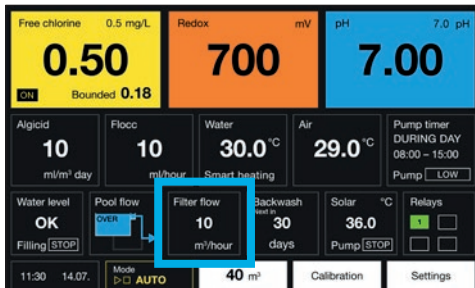 Free chlorine 0.5 mg/L
0.50
ON Bounded 0.18
Redox mV
700
pH 7.0 pH
7.00
Algicid
10
ml/m³ day
Flocc
10
ml/hour
Water
30.0°C
Smart heating
Air
29.0°C
Pump timer
DURING DAY
08:00 – 15:00
Pump LOW
Water level
OK
Filling STOP
Pool flow
OVER
Filter flow
10
m³/hour
Backwash
Next in
30
days
Solar °C
36.0
Pump STOP
Relays
1
11:30 14.07.
Mode
AUTO
40 m³
Calibration
Settings